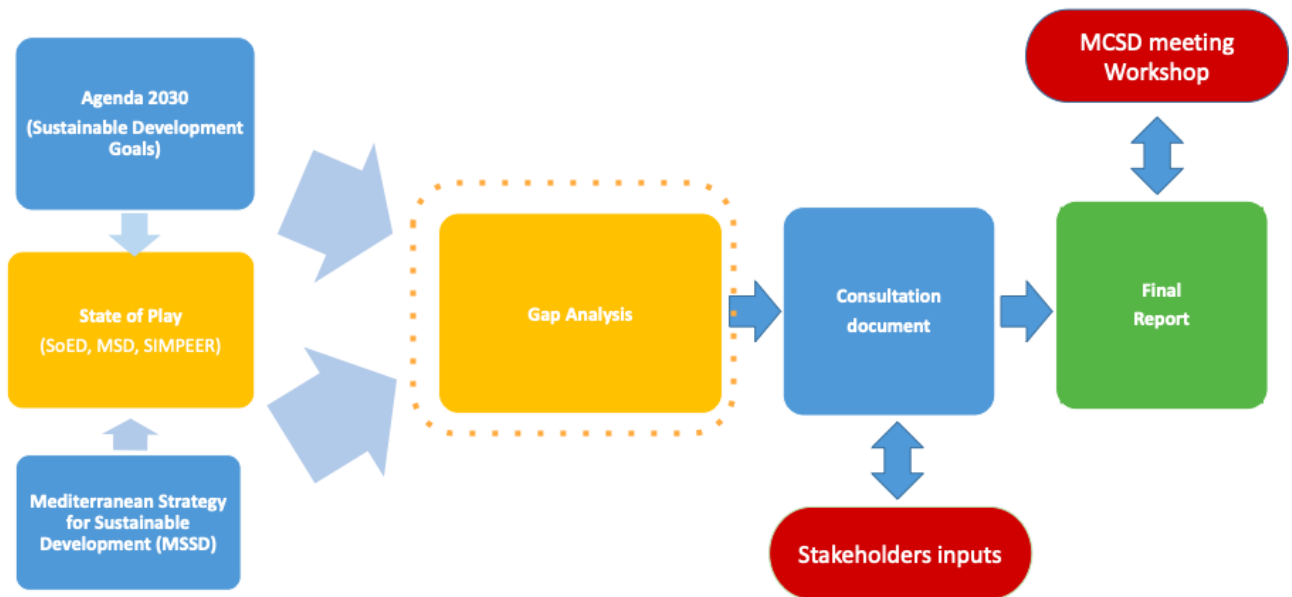 Agenda 2030
(Sustainable Development
Goals)
State of Play
(SoED, MSD, SIMPEER)
Mediterranean Strategy
for Sustainable
Development (MSSD)
Gap Analysis
Consultation
document
Stakeholders inputs
MCSD meeting
Workshop
Final
Report